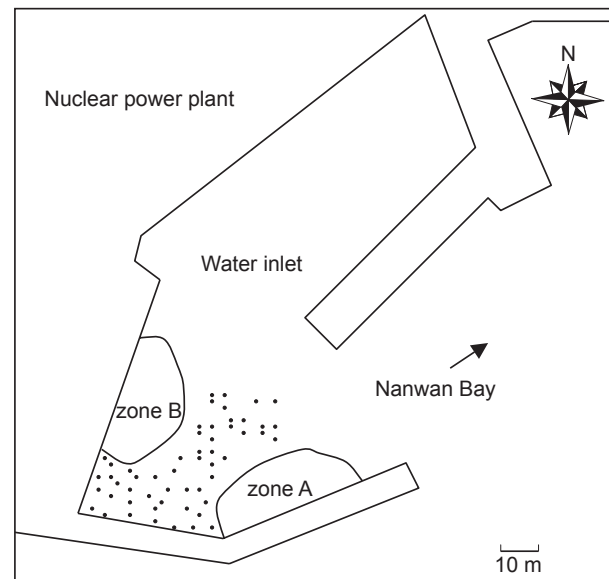 N
Nuclear power plant
Water inlet
Nanwan Bay
zone B
zone A
10 m